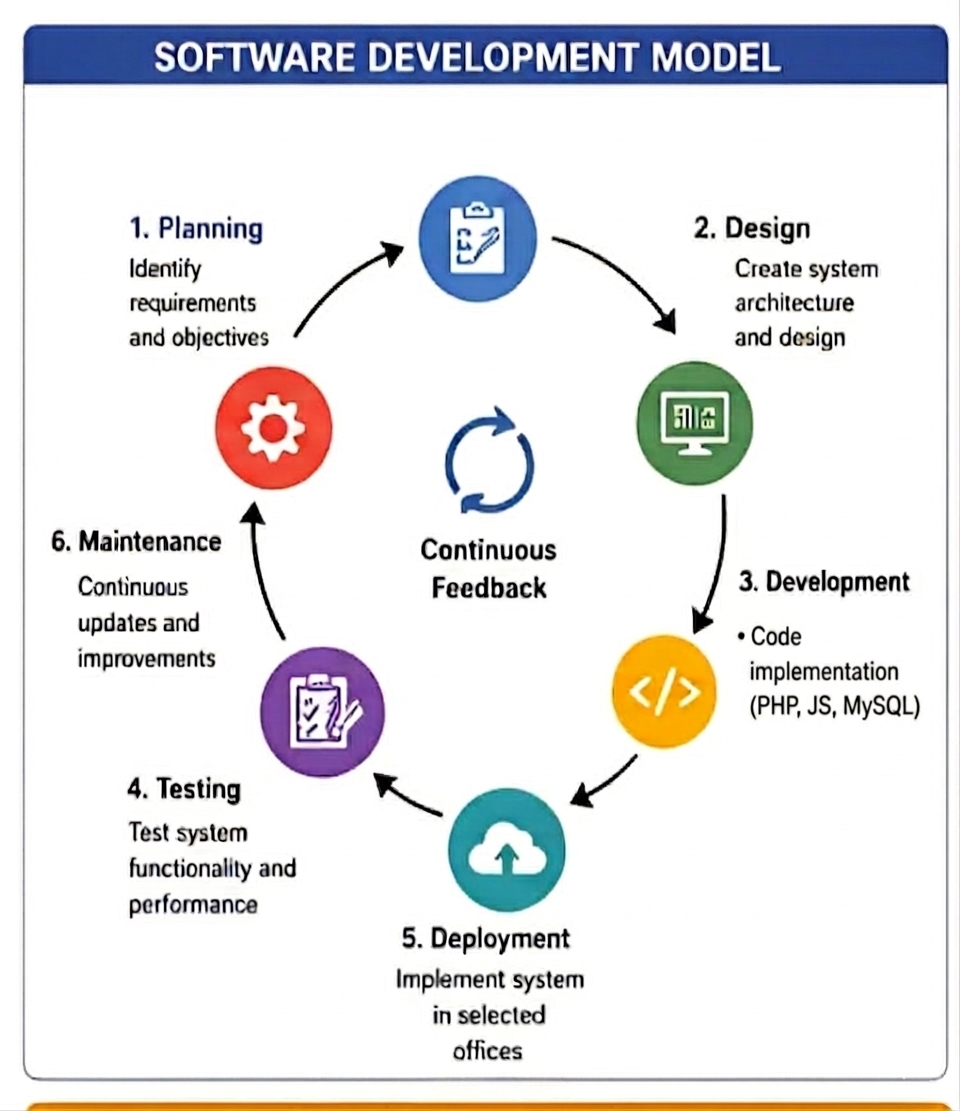 SOFTWARE DEVELOPMENT MODEL
1. Planning
Identify
requirements
and objectives
2. Design
Create system
architecture
and design
3. Development
• Code
implementation
(PHP, JS, MySQL)
</>
4. Testing
Test system
functionality and
performance
5. Deployment
Implement system
in selected
offices
6. Maintenance
Continuous
updates and
improvements
Continuous
Feedback